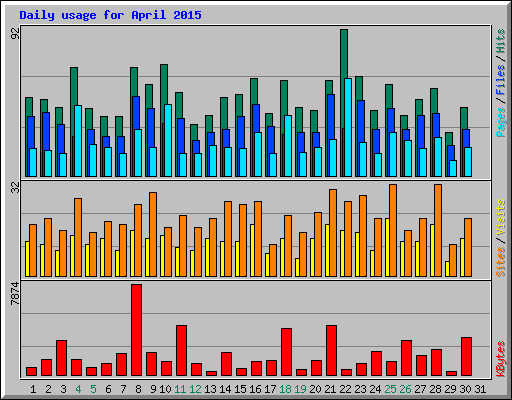 Daily usage for April 2015
92
Pages / Files / Hits
32
Sites / Visits
7874
KBytes
1 2 3 4 5 6 7 8 9 10 11 12 13 14 15 16 17 18 19 20 21 22 23 24 25 26 27 28 29 30 31